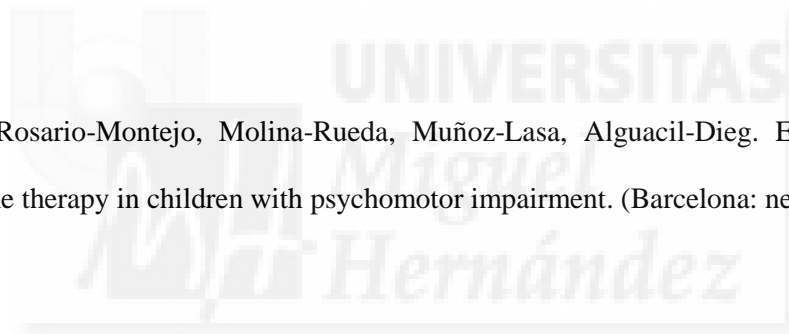 UNIVERSITAS
Rosario-Montejo, Molina-Rueda, Muñoz-Lasa, Alguacil-Dieg. E
Miguel
e therapy in children with psychomotor impairment. (Barcelona: ne
Hernández